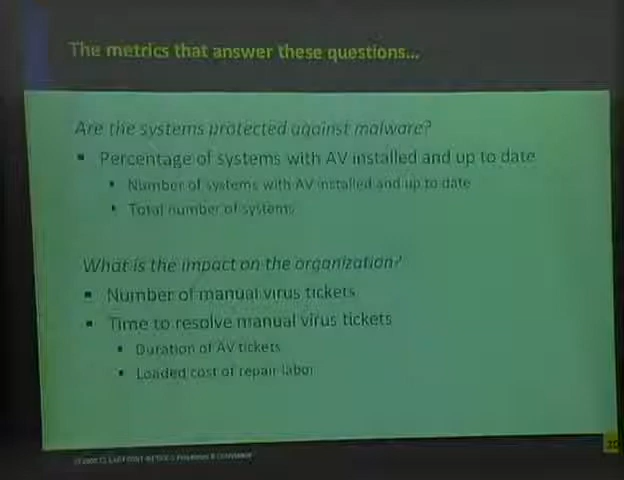 The metrics that answer these questions...
Are the systems protected against malware?
▪ Percentage of systems with AV installed and up to date
▪ Number of systems with AV installed and up to date
▪ Total number of systems
What is the impact on the organization?
▪ Number of manual virus tickets
▪ Time to resolve manual virus tickets
▪ Duration of AV tickets
▪ Loaded cost of repair labor